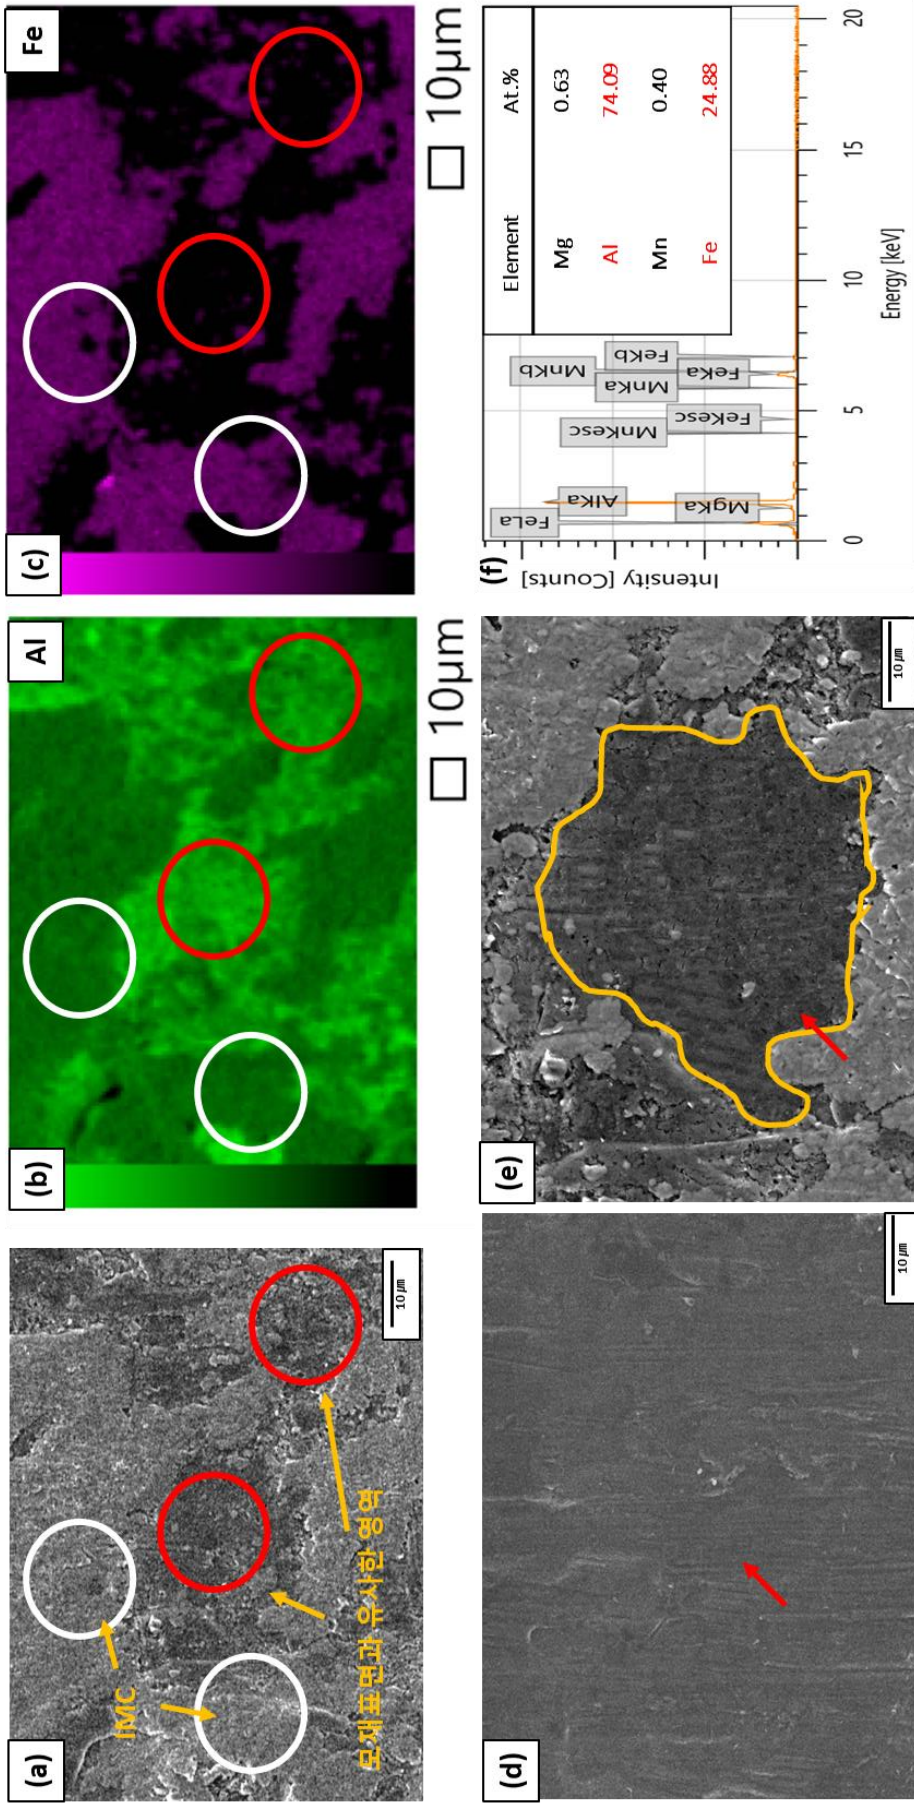 (a)
IMC
모재표면과 유사한 영역
10 ㎛
(b)
Al
10μm
(c)
Fe
10μm
(d)
10 ㎛
(e)
10 ㎛
(f)
Intensity [Counts]
FeLa
AlKa
MgKa
MnKesc
FeKesc
MnKb
MnKa
FeKb
FeKa
Element At.%
Mg 0.63
Al 74.09
Mn 0.40
Fe 24.88
0 5 10 15 20
Energy [keV]